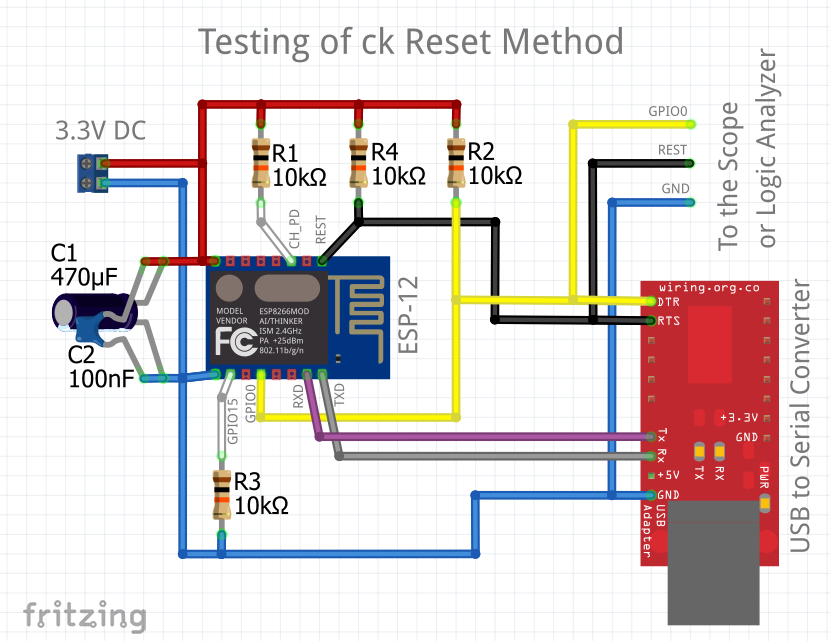 Testing of ck Reset Method
3.3V DC
R1
10kΩ
R4
10kΩ
R2
10kΩ
GPIO0
REST
GND
To the Scope
or Logic Analyzer
CH_PD
REST
C1
470µF
C2
100nF
MODEL
VENDOR
ESP8266MOD
AI/THINKER
ISM 2.4GHz
PA +25dBm
802.11b/g/n
FC
ESP-12
GPIO15
GPIO0
RXD
TXD
R3
10kΩ
wiring.org.co
DTR
RTS
+3.3V
GND
Tx
Rx
+5V
GND
TX
RX
PWR
USB
Adapter
USB to Serial Converter
fritzing